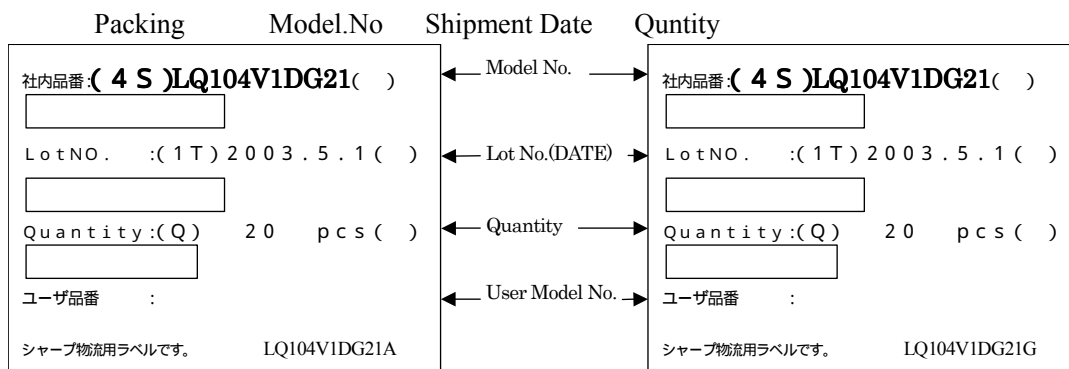 Packing Model.No Shipment Date Quntity
社内品番:(4S)LQ104V1DG21( )
LotNO. :(1T)2003.5.1( )
Quantity:(Q) 20 pcs( )
ユーザ品番 :
シャープ物流用ラベルです。 LQ104V1DG21A
Model No.
Lot No.(DATE)
Quantity
User Model No.
社内品番:(4S)LQ104V1DG21( )
LotNO. :(1T)2003.5.1( )
Quantity:(Q) 20 pcs( )
ユーザ品番 :
シャープ物流用ラベルです。 LQ104V1DG21G